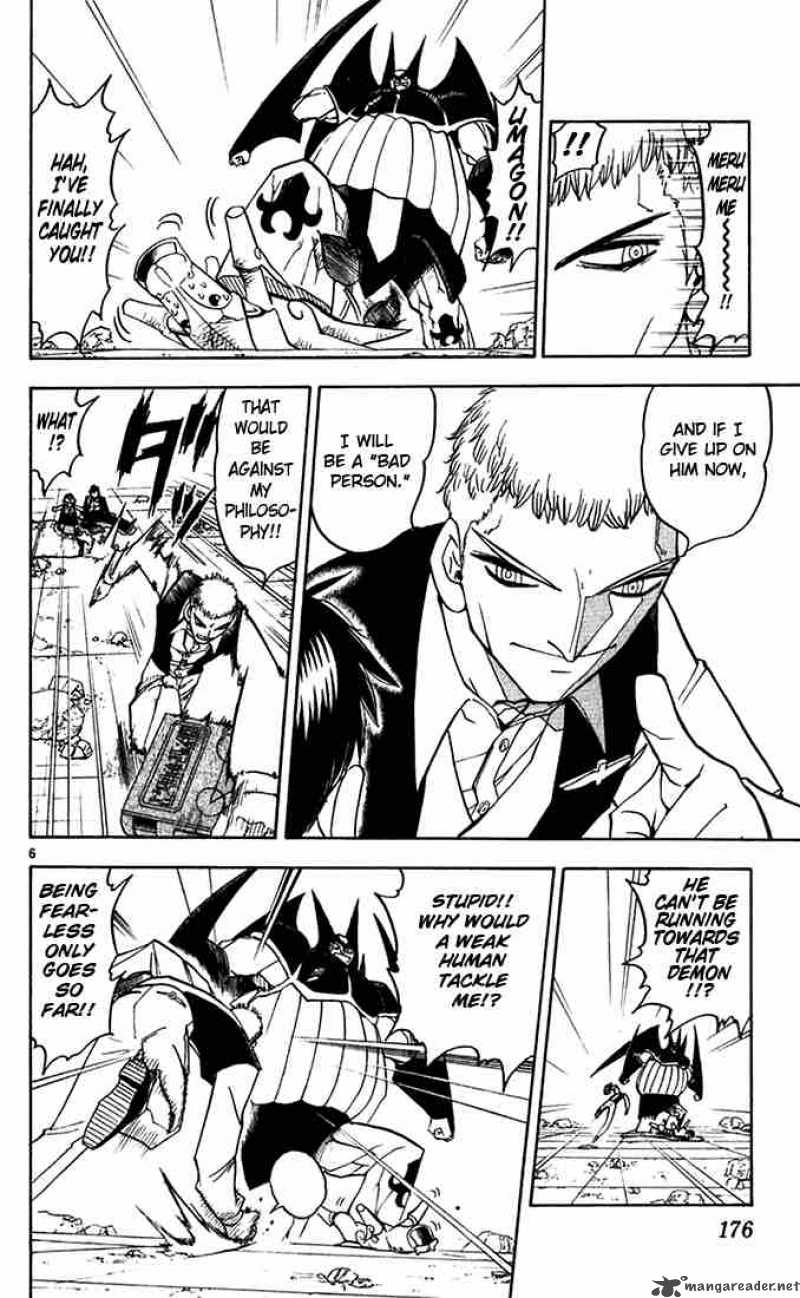 MERU
MERU
ME
!!
!!
UMAGON!!
HAH,
I'VE
FINALLY
CAUGHT
YOU!!
AND IF I
GIVE UP ON
HIM NOW,
I WILL
BE A "BAD
PERSON."
THAT
WOULD
BE
AGAINST
MY
PHILOSO-
PHY!!
WHAT
!?
ダッ
6
HE
CAN'T BE
RUNNING
TOWARDS
THAT
DEMON
!!?
STUPID!!
WHY WOULD
A WEAK
HUMAN
TACKLE
ME!?
BEING
FEAR-
LESS
ONLY
GOES
SO
FAR!!
176
mangareader.net